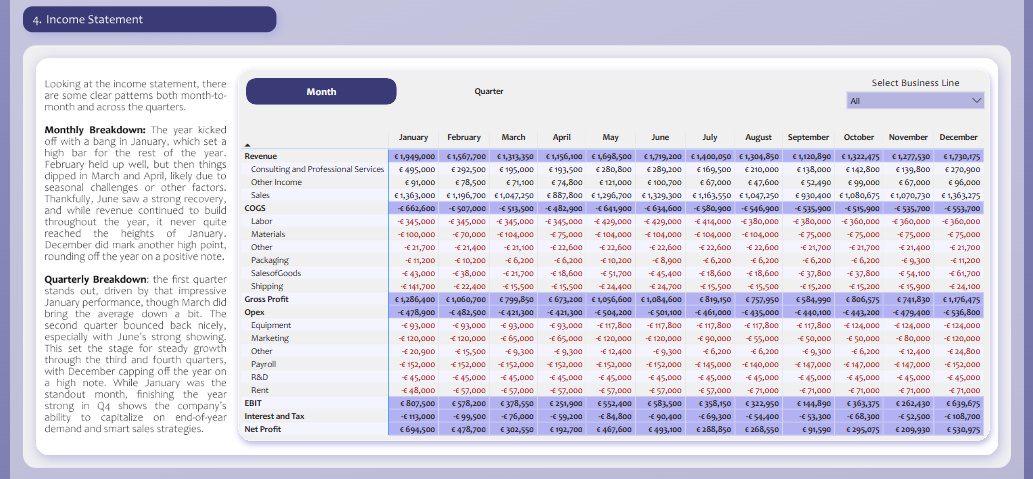 4. Income Statement
Looking at the income statement, there
are some clear patterns both month-to-
month and across the quarters.
Monthly Breakdown: The year kicked
off with a bang in January, which set a
high bar for the rest of the year.
February held up well, but then things
dipped in March and April, likely due to
seasonal challenges or other factors.
Thankfully, June saw a strong recovery,
and while revenue continued to build
throughout the year, it never quite
reached the heights of January.
December did mark another high point,
rounding off the year on a positive note.
Quarterly Breakdown: the first quarter
stands out, driven by that impressive
January performance, though March did
bring the average down a bit. The
second quarter bounced back nicely,
especially with June's strong showing.
This set the stage for steady growth
through the third and fourth quarters,
with December capping off the year on
a high note. While January was the
standout month, finishing the year
strong in Q4 shows the company's
ability to capitalize on end-of-year
demand and smart sales strategies.
Month Quarter
Select Business Line
All
January February March April May June July August September October November December
Revenue € 1,949,000 € 1,567,700 € 1,313,350 € 1,156,100 € 1,698,500 € 1,719,200 € 1,400,050 € 1,304,850 € 1,120,890 € 1,322,475 € 1,277,530 € 1,730,175
Consulting and Professional Services € 495,000 € 292,500 € 195,000 € 193,500 € 280,800 € 289,200 € 169,500 € 210,000 € 138,000 € 142,800 € 139,800 € 270,900
Other Income € 91,000 € 78,500 € 71,100 € 74,800 € 121,000 € 100,700 € 67,000 € 47,600 € 52,490 € 99,000 € 67,000 € 96,000
Sales € 1,363,000 € 1,196,700 € 1,047,250 € 887,800 € 1,296,700 € 1,329,300 € 1,163,550 € 1,047,250 € 930,400 € 1,080,675 € 1,070,730 € 1,363,275
COGS -€ 662,600 -€ 507,000 -€ 513,500 -€ 482,900 -€ 641,900 -€ 634,600 -€ 580,900 -€ 546,900 -€ 535,900 -€ 515,900 -€ 535,700 -€ 553,700
Labor -€ 345,000 -€ 345,000 -€ 345,000 -€ 345,000 -€ 429,000 -€ 429,000 -€ 414,000 -€ 380,000 -€ 380,000 -€ 360,000 -€ 360,000 -€ 360,000
Materials -€ 100,000 -€ 70,000 -€ 104,000 -€ 75,000 -€ 104,000 -€ 104,000 -€ 104,000 -€ 104,000 -€ 75,000 -€ 75,000 -€ 75,000 -€ 75,000
Other -€ 21,700 -€ 21,400 -€ 21,100 -€ 22,600 -€ 22,600 -€ 22,600 -€ 22,600 -€ 22,600 -€ 21,700 -€ 21,700 -€ 21,400 -€ 21,700
Packaging -€ 11,200 -€ 10,200 -€ 6,200 -€ 6,200 -€ 10,200 -€ 8,900 -€ 6,200 -€ 6,200 -€ 6,200 -€ 6,200 -€ 9,300 -€ 11,200
SalesofGoods -€ 43,000 -€ 38,000 -€ 21,700 -€ 18,600 -€ 51,700 -€ 45,400 -€ 18,600 -€ 18,600 -€ 37,800 -€ 37,800 -€ 54,100 -€ 61,700
Shipping -€ 141,700 -€ 22,400 -€ 15,500 -€ 15,500 -€ 24,400 -€ 24,700 -€ 15,500 -€ 15,500 -€ 15,200 -€ 15,200 -€ 15,900 -€ 24,100
Gross Profit € 1,286,400 € 1,060,700 € 799,850 € 673,200 € 1,056,600 € 1,084,600 € 819,150 € 757,950 € 584,990 € 806,575 € 741,830 € 1,176,475
Opex -€ 478,900 -€ 482,500 -€ 421,300 -€ 421,300 -€ 504,200 -€ 501,100 -€ 461,000 -€ 435,000 -€ 440,100 -€ 443,200 -€ 479,400 -€ 536,800
Equipment -€ 93,000 -€ 93,000 -€ 93,000 -€ 93,000 -€ 117,800 -€ 117,800 -€ 117,800 -€ 117,800 -€ 117,800 -€ 124,000 -€ 124,000 -€ 124,000
Marketing -€ 120,000 -€ 120,000 -€ 65,000 -€ 65,000 -€ 120,000 -€ 120,000 -€ 90,000 -€ 55,000 -€ 50,000 -€ 50,000 -€ 80,000 -€ 120,000
Other -€ 20,900 -€ 15,500 -€ 9,300 -€ 9,300 -€ 12,400 -€ 9,300 -€ 6,200 -€ 6,200 -€ 9,300 -€ 6,200 -€ 12,400 -€ 24,800
Payroll -€ 152,000 -€ 152,000 -€ 152,000 -€ 152,000 -€ 152,000 -€ 152,000 -€ 145,000 -€ 140,000 -€ 147,000 -€ 147,000 -€ 147,000 -€ 152,000
R&D -€ 45,000 -€ 45,000 -€ 45,000 -€ 45,000 -€ 45,000 -€ 45,000 -€ 45,000 -€ 45,000 -€ 45,000 -€ 45,000 -€ 45,000 -€ 45,000
Rent -€ 48,000 -€ 57,000 -€ 57,000 -€ 57,000 -€ 57,000 -€ 57,000 -€ 57,000 -€ 71,000 -€ 71,000 -€ 71,000 -€ 71,000 -€ 71,000
EBIT € 807,500 € 578,200 € 378,550 € 251,900 € 552,400 € 583,500 € 358,150 € 322,950 € 144,890 € 363,375 € 262,430 € 639,675
Interest and Tax -€ 113,000 -€ 99,500 -€ 76,000 -€ 59,200 -€ 84,800 -€ 90,400 -€ 69,300 -€ 54,400 -€ 53,300 -€ 68,300 -€ 52,500 -€ 108,700
Net Profit € 694,500 € 478,700 € 302,550 € 192,700 € 467,600 € 493,100 € 288,850 € 268,550 € 91,590 € 295,075 € 209,930 € 530,975